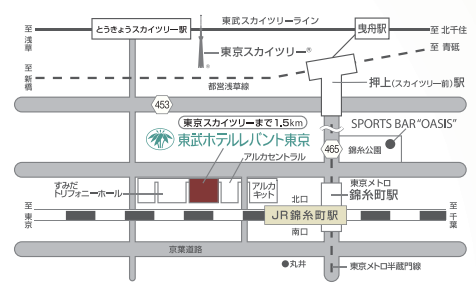 東武スカイツリーライン
とうきょうスカイツリー駅
曳舟駅
至 浅草
至 北千住
東京スカイツリー®
至 青砥
至 新橋
都営浅草線
押上(スカイツリー前)駅
453
東京スカイツリーまで1.5km
東武ホテルレバント東京
アルカセントラル
465
SPORTS BAR"OASIS"
錦糸公園
すみだ
トリフォニーホール
アルカ
キット
北口
東京メトロ
錦糸町駅
至 東京
JR錦糸町駅
至 千葉
南口
京葉道路
丸井
東京メトロ半蔵門線